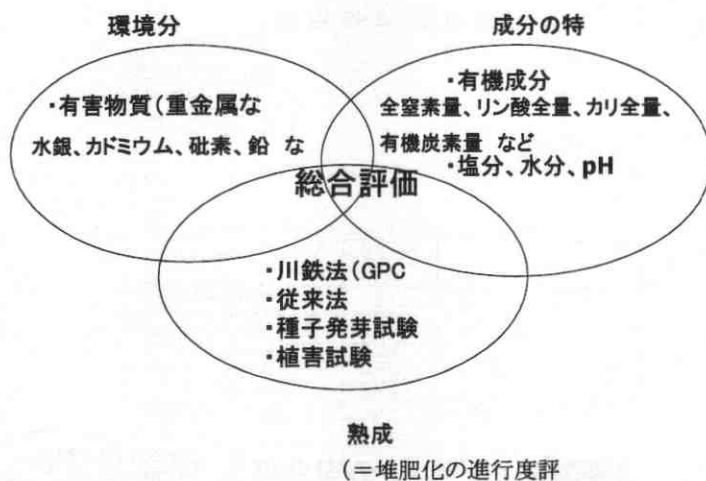 環境分
成分の特
・有害物質(重金属な
水銀、カドミウム、砒素、鉛 な
・有機成分
全窒素量、リン酸全量、カリ全量、
有機炭素量 など
・塩分、水分、pH
総合評価
・川鉄法(GPC
・従来法
・種子発芽試験
・植害試験
熟成
(=堆肥化の進行度評